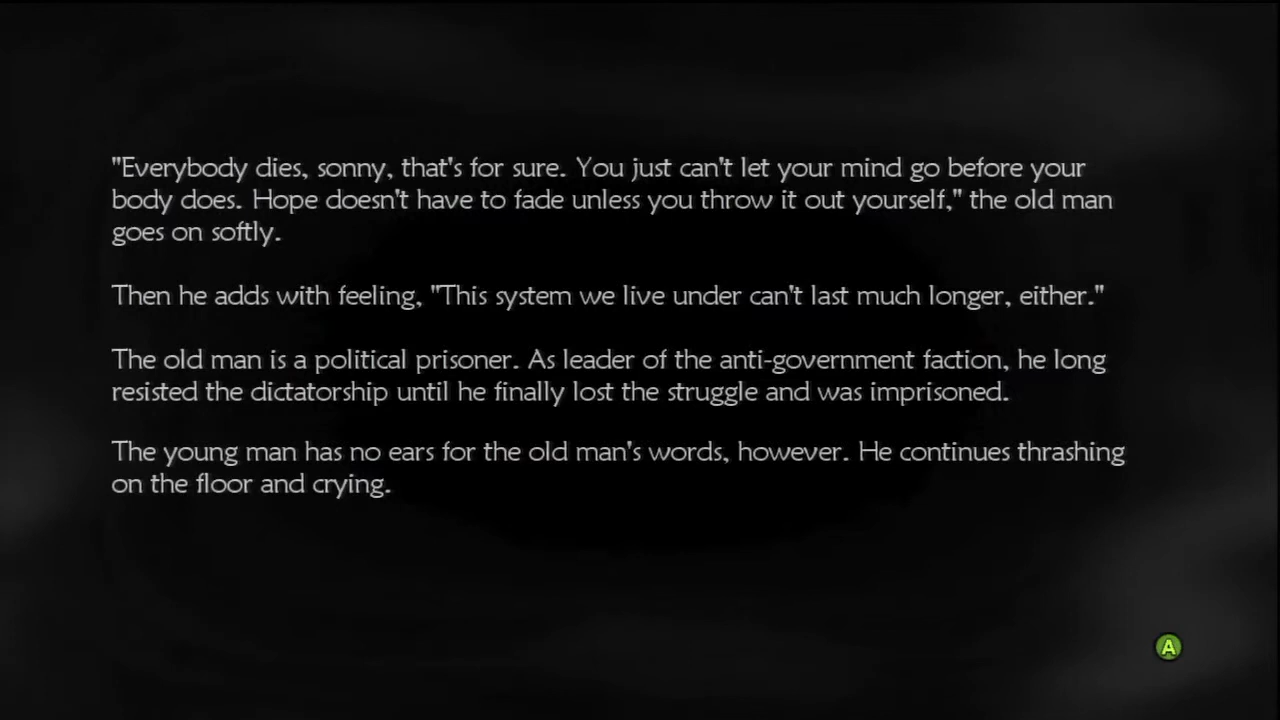 "Everybody dies, sonny, that's for sure. You just can't let your mind go before your
body does. Hope doesn't have to fade unless you throw it out yourself," the old man
goes on softly.
Then he adds with feeling, "This system we live under can't last much longer, either."
The old man is a political prisoner. As leader of the anti-government faction, he long
resisted the dictatorship until he finally lost the struggle and was imprisoned.
The young man has no ears for the old man's words, however. He continues thrashing
on the floor and crying.
A